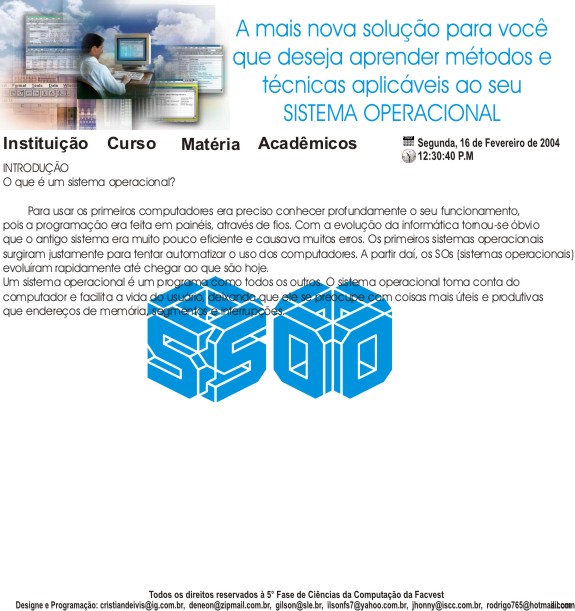 A mais nova solução para você
que deseja aprender métodos e
técnicas aplicáveis ao seu
SISTEMA OPERACIONAL
Instituição Curso Matéria Acadêmicos
Segunda, 16 de Fevereiro de 2004
12:30:40 P.M
INTRODUÇÃO
O que é um sistema operacional?
Para usar os primeiros computadores era preciso conhecer profundamente o seu funcionamento,
pois a programação era feita em painéis, através de fios. Com a evolução da informática tornou-se óbvio
que o antigo sistema era muito pouco eficiente e causava muitos erros. Os primeiros sistemas operacionais
surgiram justamente para tentar automatizar o uso dos computadores. A partir daí, os SOs (sistemas operacionais)
evoluíram rapidamente até chegar ao que são hoje.
Um sistema operacional é um programa como todos os outros. O sistema operacional toma conta do
computador e facilita a vida do usuário, deixando que ele se preocupe com coisas mais úteis e produtivas
que endereços de memória, segmentos e interrupções.
SSOO
Todos os direitos reservados à 5° Fase de Ciências da Computação da Facvest
Design e Programação: cristiandeivis@ig.com.br, deneon@zipmail.com.br, gilson@sle.br, ilsonfs7@yahoo.com.br, jhonny@iscc.com.br, rodrigo765@hotmail.com